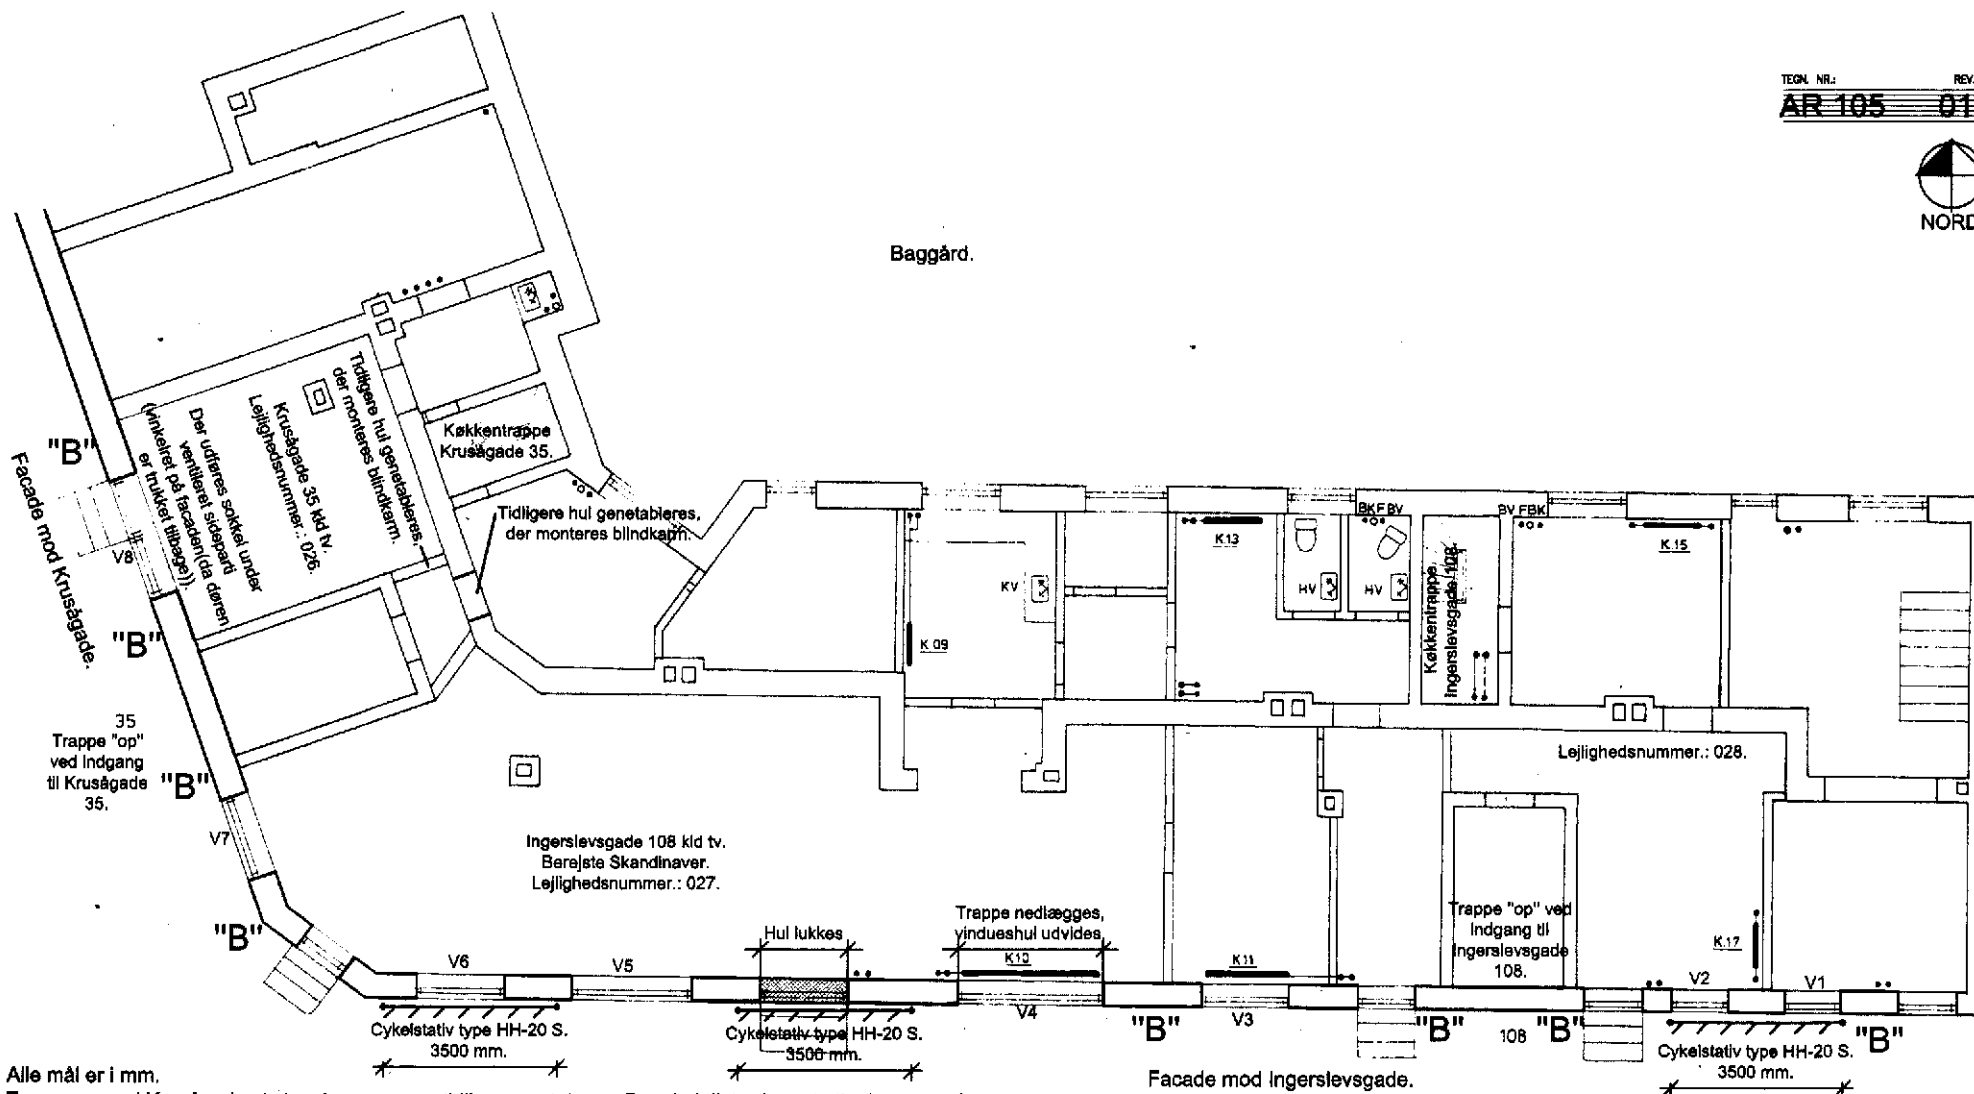 TEGN. NR.: REV.
AR 105 01
NORD
Baggård.
Facade mod Krusågade.
"B"
V8
"B"
35
Trappe "op"
ved indgang
til Krusågade
35.
"B"
V7
"B"
Der udføres sokkel under
ventileret sideparti
(vinkelret på facaden(da døren
er trukket tilbage)).
Krusågade 35 kld tv.
Lejlighedsnummer.: 026.
Tidligere hul genetableres,
der monteres blindkarm.
Køkkentrappe
Krusågade 35.
Tidligere hul genetableres,
der monteres blindkarm.
K 09
KV
K.13
HV
BKF BV
HV
Køkkentrappe
Ingerslevsgade 108.
BV FBK
K.15
Lejlighedsnummer.: 028.
Ingerslevsgade 108 kld tv.
Berejste Skandinaver.
Lejlighedsnummer.: 027.
Hul lukkes
Trappe nedlægges,
vindueshul udvides.
K10
K11
Trappe "op" ved
indgang til
Ingerslevsgade
108.
K.17
V6
V5
V4
V3
V2
V1
"B"
"B"
108
"B"
"B"
Cykelstativ type HH-20 S.
3500 mm.
Cykelstativ type HH-20 S.
3500 mm.
Cykelstativ type HH-20 S.
3500 mm.
Facade mod Ingerslevsgade.
Alle mål er i mm.